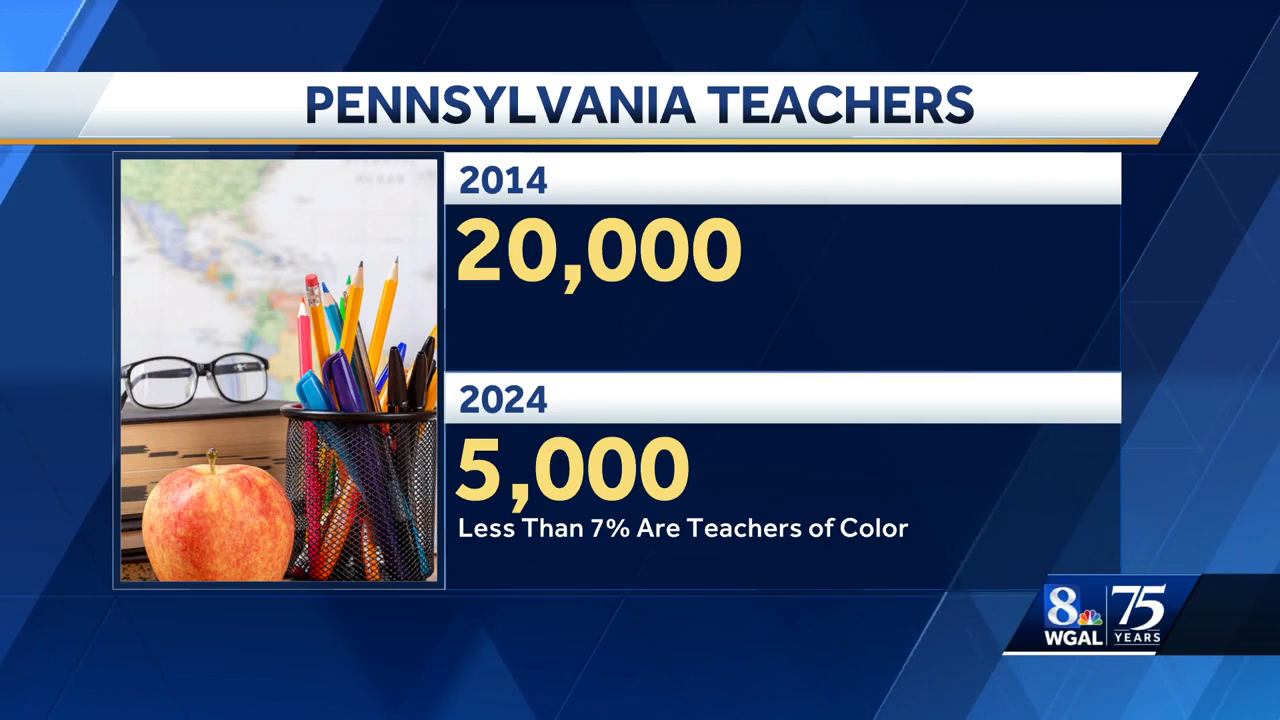 PENNSYLVANIA TEACHERS
2014
20,000
2024
5,000
Less Than 7% Are Teachers of Color
8
WGAL
75
YEARS